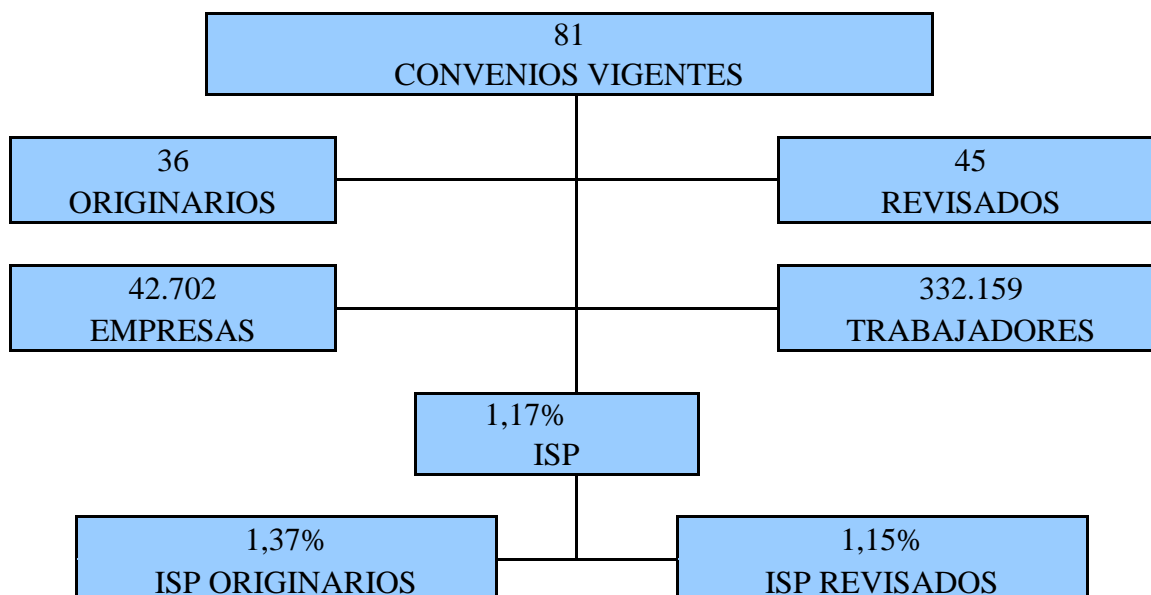 81
CONVENIOS VIGENTES
36
ORIGINARIOS
45
REVISADOS
42.702
EMPRESAS
332.159
TRABAJADORES
1,17%
ISP
1,37%
ISP ORIGINARIOS
1,15%
ISP REVISADOS